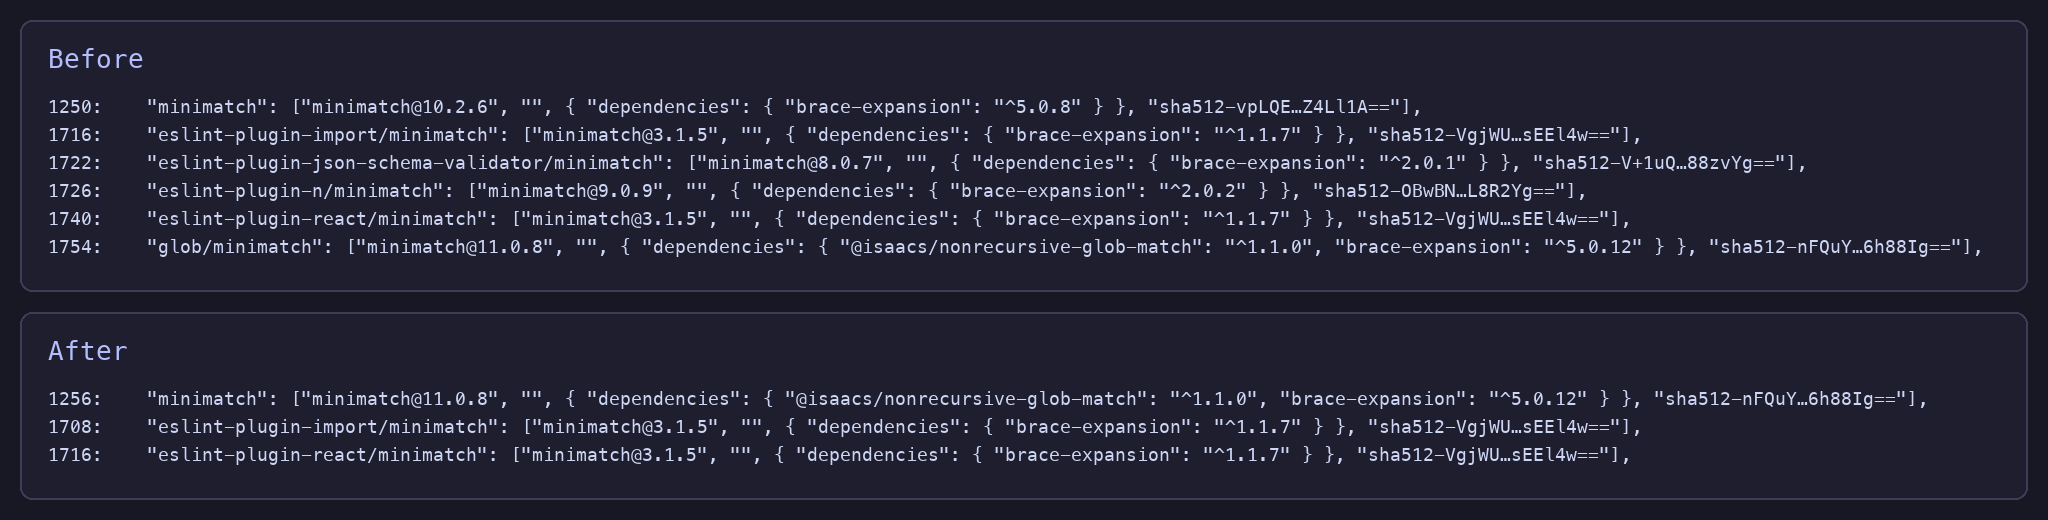 Before
1250:    "minimatch": ["minimatch@10.2.6", "", { "dependencies": { "brace-expansion": "^5.0.8" } }, "sha512-vpLQE…Z4Ll1A=="],
1716:    "eslint-plugin-import/minimatch": ["minimatch@3.1.5", "", { "dependencies": { "brace-expansion": "^1.1.7" } }, "sha512-VgjWU…sEEl4w=="],
1722:    "eslint-plugin-json-schema-validator/minimatch": ["minimatch@8.0.7", "", { "dependencies": { "brace-expansion": "^2.0.1" } }, "sha512-V+1uQ…88zvYg=="],
1726:    "eslint-plugin-n/minimatch": ["minimatch@9.0.9", "", { "dependencies": { "brace-expansion": "^2.0.2" } }, "sha512-OBwBN…L8R2Yg=="],
1740:    "eslint-plugin-react/minimatch": ["minimatch@3.1.5", "", { "dependencies": { "brace-expansion": "^1.1.7" } }, "sha512-VgjWU…sEEl4w=="],
1754:    "glob/minimatch": ["minimatch@11.0.8", "", { "dependencies": { "@isaacs/nonrecursive-glob-match": "^1.1.0", "brace-expansion": "^5.0.12" } }, "sha512-nFQuY…6h88Ig=="],
After
1256:    "minimatch": ["minimatch@11.0.8", "", { "dependencies": { "@isaacs/nonrecursive-glob-match": "^1.1.0", "brace-expansion": "^5.0.12" } }, "sha512-nFQuY…6h88Ig=="],
1708:    "eslint-plugin-import/minimatch": ["minimatch@3.1.5", "", { "dependencies": { "brace-expansion": "^1.1.7" } }, "sha512-VgjWU…sEEl4w=="],
1716:    "eslint-plugin-react/minimatch": ["minimatch@3.1.5", "", { "dependencies": { "brace-expansion": "^1.1.7" } }, "sha512-VgjWU…sEEl4w=="],